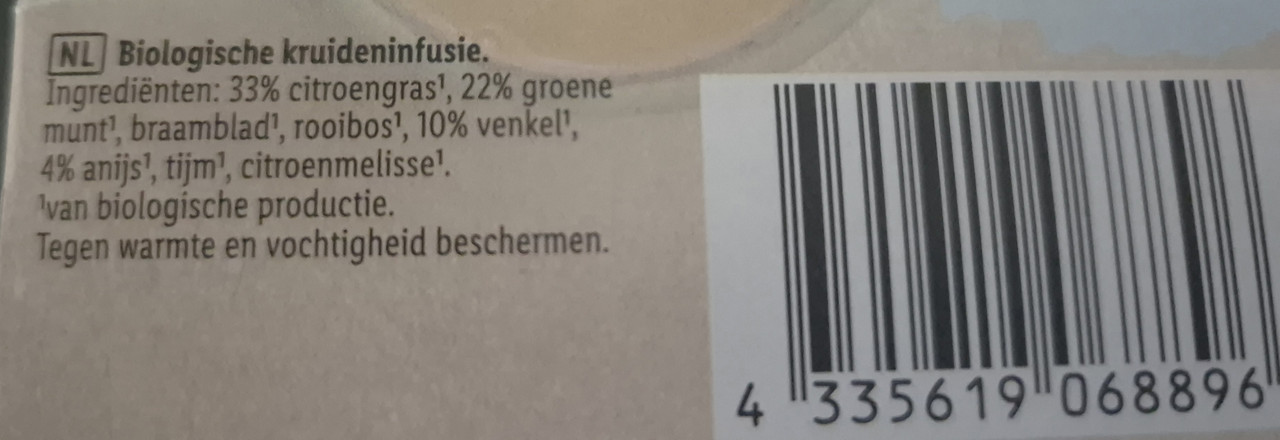 NL Biologische kruideninfusie.
Ingrediënten: 33% citroengras¹, 22% groene
munt¹, braamblad¹, rooibos¹, 10% venkel¹,
4% anijs¹, tijm¹, citroenmelisse¹.
¹van biologische productie.
Tegen warmte en vochtigheid beschermen.
4 335619 068896